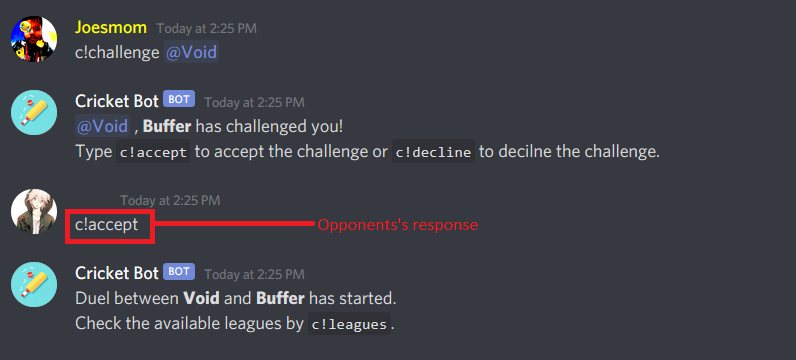 Joesmom Today at 2:25 PM
c!challenge @Void
Cricket Bot BOT Today at 2:25 PM
@Void , Buffer has challenged you!
Type c!accept to accept the challenge or c!decline to decilne the challenge.
Today at 2:25 PM
c!accept Opponents's response
Cricket Bot BOT Today at 2:25 PM
Duel between Void and Buffer has started.
Check the available leagues by c!leagues.